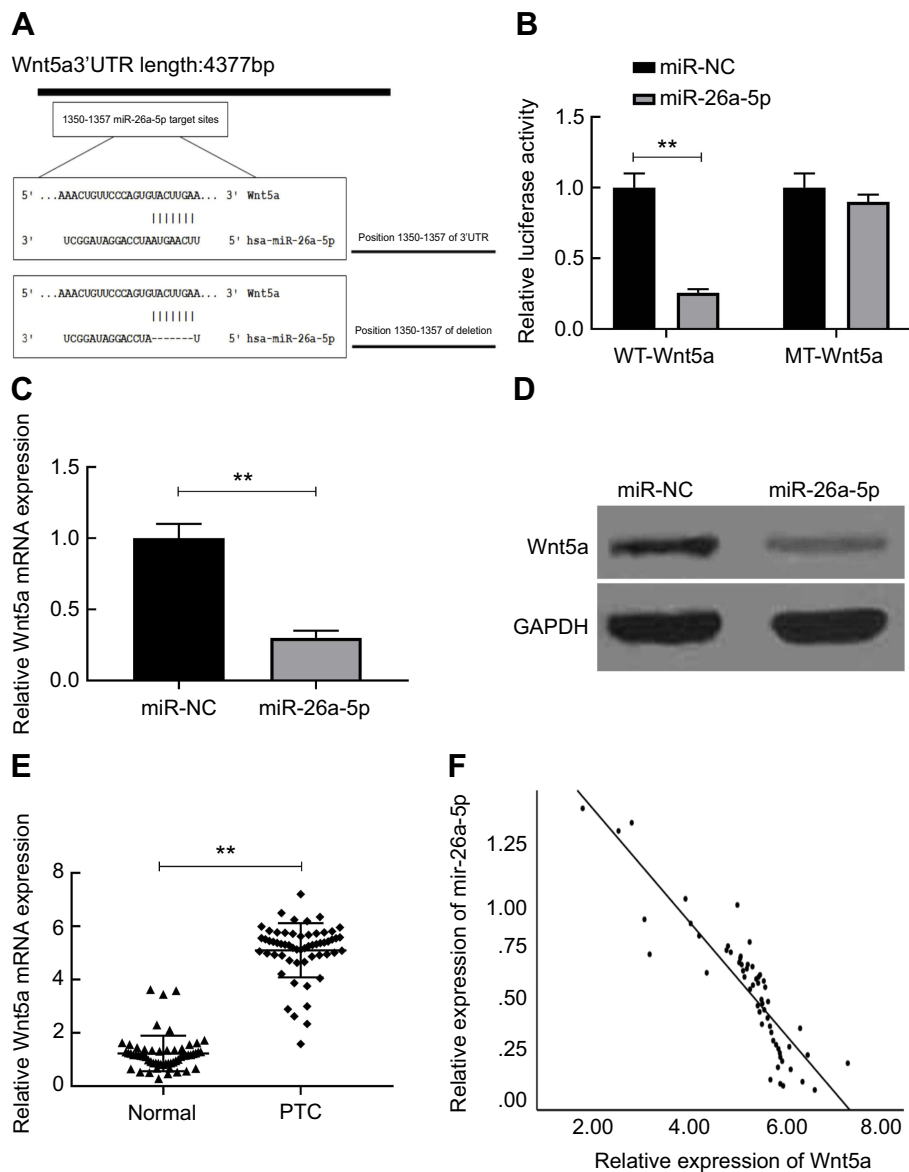 A
Wnt5a3'UTR length:4377bp
1350-1357 miR-26a-5p target sites
5' ...AAACUGUUCCCAGUGUACUUGAA... 3' Wnt5a
|||||||
3' UCGGAUAGGACCUAAUGAACUU 5' hsa-miR-26a-5p
Position 1350-1357 of 3'UTR
5' ...AAACUGUUCCCAGUGUACUUGAA... 3' Wnt5a
|||||||
3' UCGGAUAGGACCUA-------U 5' hsa-miR-26a-5p
Position 1350-1357 of deletion
B
miR-NC
miR-26a-5p
Relative luciferase activity
1.5
1.0
0.5
0.0
**
WT-Wnt5a MT-Wnt5a
C
Relative Wnt5a mRNA expression
1.5
1.0
0.5
0.0
**
miR-NC miR-26a-5p
D
miR-NC miR-26a-5p
Wnt5a
GAPDH
E
Relative Wnt5a mRNA expression
8
6
4
2
0
**
Normal PTC
F
Relative expression of mir-26a-5p
1.25
1.00
.75
.50
.25
.00
2.00 4.00 6.00 8.00
Relative expression of Wnt5a